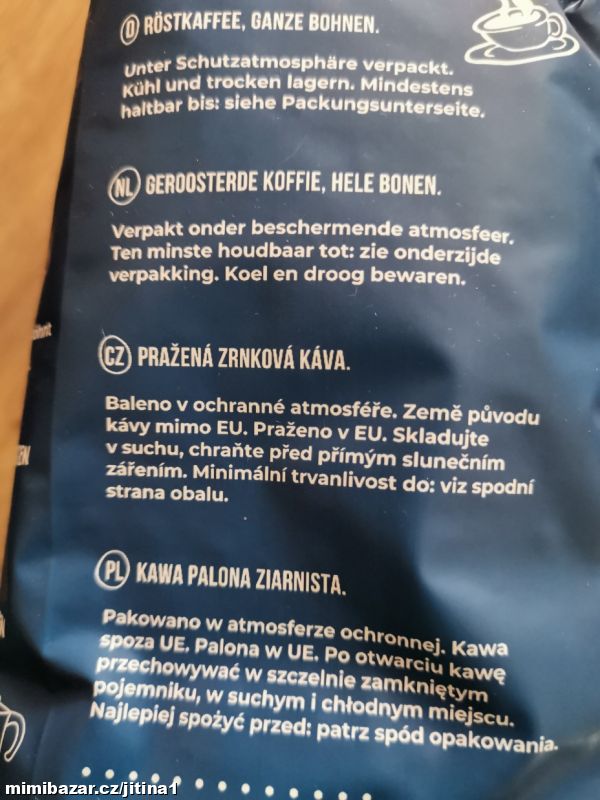 D RÖSTKAFFEE, GANZE BOHNEN.
Unter Schutzatmosphäre verpackt.
Kühl und trocken lagern. Mindestens
haltbar bis: siehe Packungsunterseite.
NL GEROOSTERDE KOFFIE, HELE BONEN.
Verpakt onder beschermende atmosfeer.
Ten minste houdbaar tot: zie onderzijde
verpakking. Koel en droog bewaren.
CZ PRAŽENÁ ZRNKOVÁ KÁVA.
Baleno v ochranné atmosféře. Země původu
kávy mimo EU. Praženo v EU. Skladujte
v suchu, chraňte před přímým slunečním
zářením. Minimální trvanlivost do: viz spodní
strana obalu.
PL KAWA PALONA ZIARNISTA.
Pakowano w atmosferze ochronnej. Kawa
spoza UE. Palona w UE. Po otwarciu kawę
przechowywać w szczelnie zamkniętym
pojemniku, w suchym i chłodnym miejscu.
Najlepiej spożyć przed: patrz spód opakowania.
mimibazar.cz/jitina1